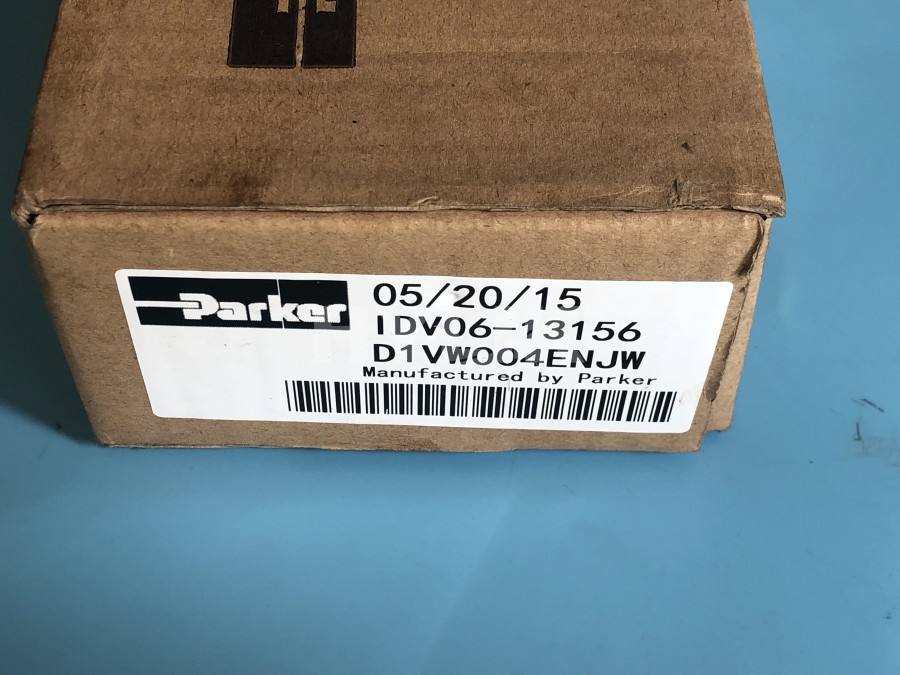 Parker
05/20/15
IDV06-13156
D1VW004ENJW
Manufactured by Parker